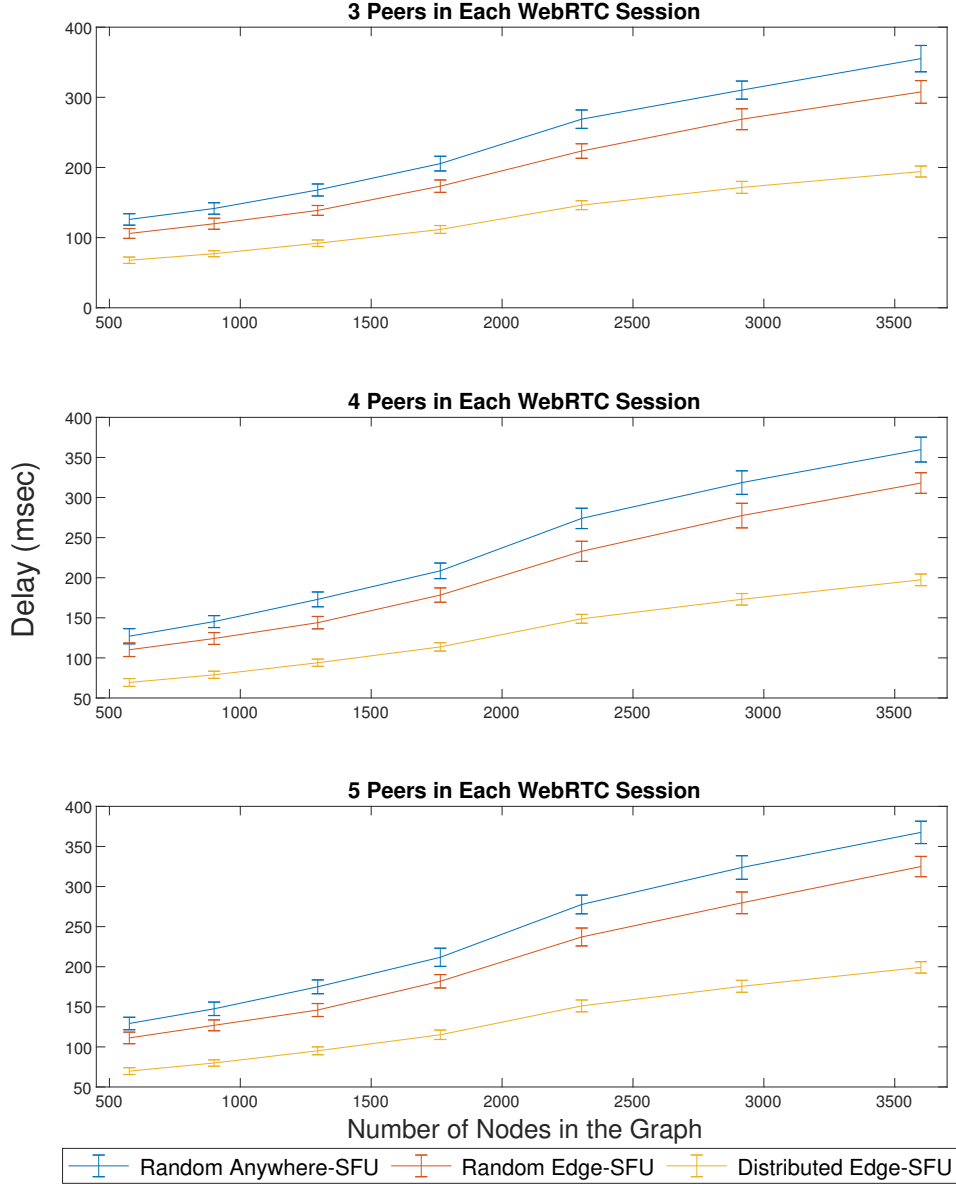 3 Peers in Each WebRTC Session
400
300
200
100
0
500 1000 1500 2000 2500 3000 3500
4 Peers in Each WebRTC Session
400
350
300
250
200
150
100
50
500 1000 1500 2000 2500 3000 3500
Delay (msec)
5 Peers in Each WebRTC Session
400
350
300
250
200
150
100
50
500 1000 1500 2000 2500 3000 3500
Number of Nodes in the Graph
Random Anywhere-SFU Random Edge-SFU Distributed Edge-SFU